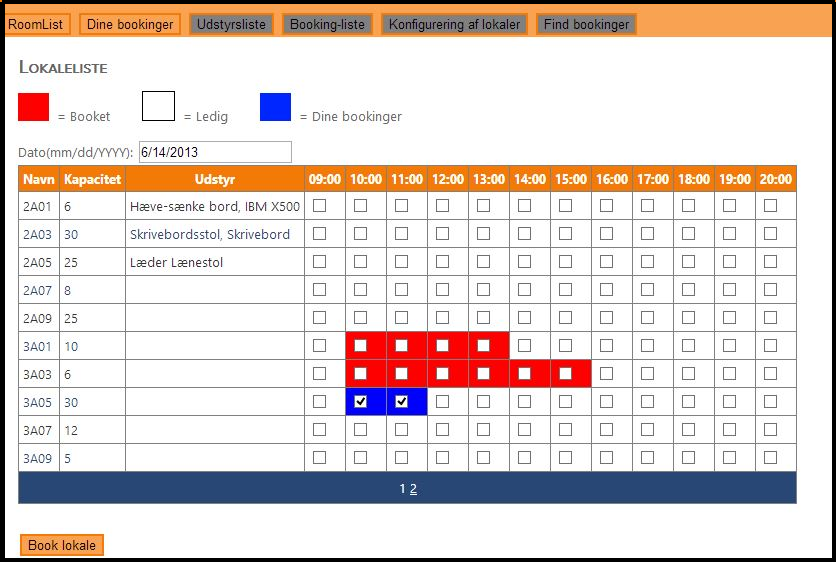 RoomList Dine bookinger Udstyrsliste Booking-liste Konfigurering af lokaler Find bookinger
Lokaleliste
= Booket = Ledig = Dine bookinger
Dato(mm/dd/YYYY): 6/14/2013
Navn Kapacitet Udstyr 09:00 10:00 11:00 12:00 13:00 14:00 15:00 16:00 17:00 18:00 19:00 20:00
2A01 6 Hæve-sænke bord, IBM X500
2A03 30 Skrivebordsstol, Skrivebord
2A05 25 Læder Lænestol
2A07 8
2A09 25
3A01 10
3A03 6
3A05 30
3A07 12
3A09 5
1 2
Book lokale